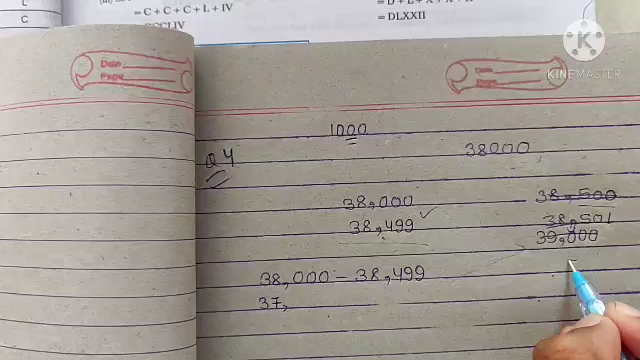 = C + C + C + L + IV
= CCCLIV
= DLXXII
L
C
KINEMASTER
Date
Page
Date
Page
1000
Q4
38000
38,000
38,500
38,499
38,501
39,000
38,000 - 38,499
37,